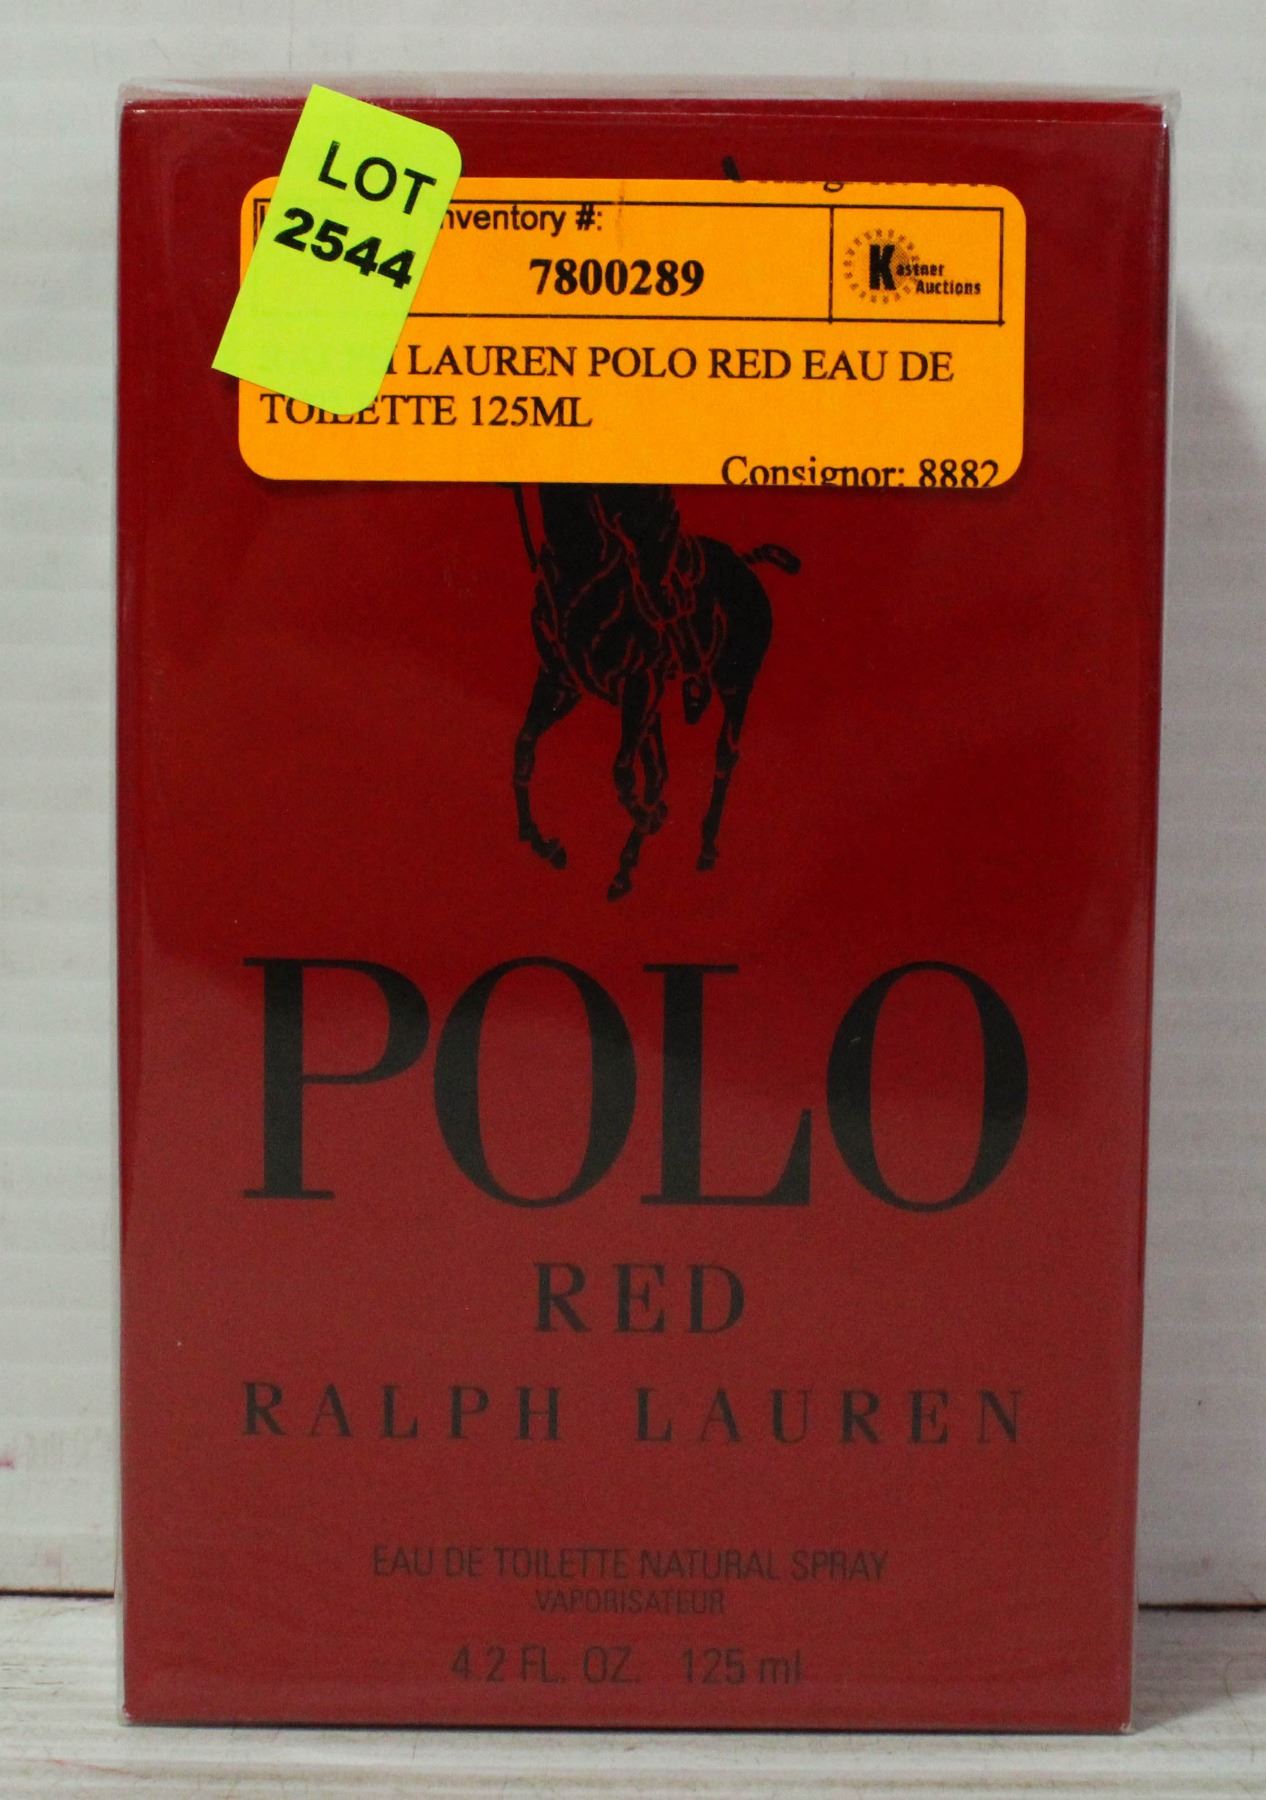 LOT
2544
nventory #:
7800289
Kastner
Auctions
H LAUREN POLO RED EAU DE
TOILETTE 125ML
Consignor: 8882
POLO
RED
RALPH LAUREN
EAU DE TOILETTE NATURAL SPRAY
VAPORISATEUR
4.2 FL. OZ. 125 ml